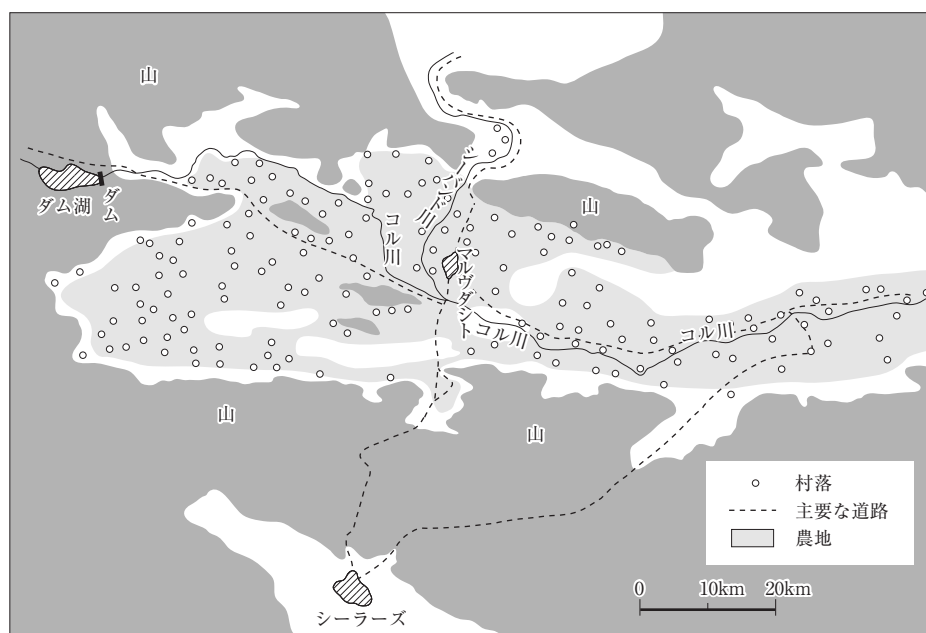 山
ダム湖
ダム
シーバンド川
山
コル川
マルヴダシト
コル川
コル川
山
山
シーラーズ
村落
主要な道路
農地
0 10km 20km